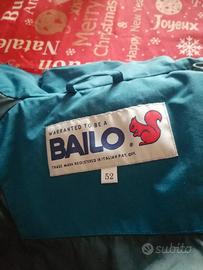 MERRY
Christmas
JOYEUX
NATALE
WARRANTED TO BE A
BAILO
®
TRADE MARK REGISTERED IN ITALIAN PAT. OFF.
52
subito